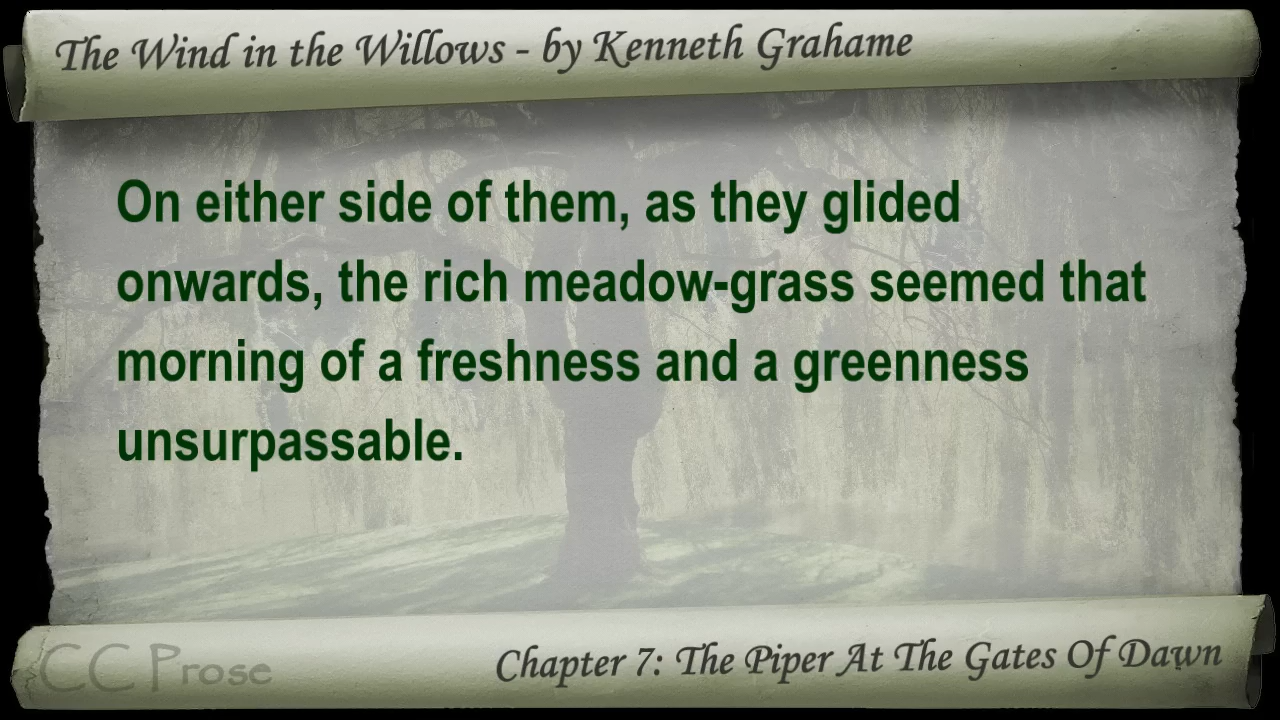 The Wind in the Willows - by Kenneth Grahame
On either side of them, as they glided
onwards, the rich meadow-grass seemed that
morning of a freshness and a greenness
unsurpassable.
CC Prose
Chapter 7: The Piper At The Gates Of Dawn